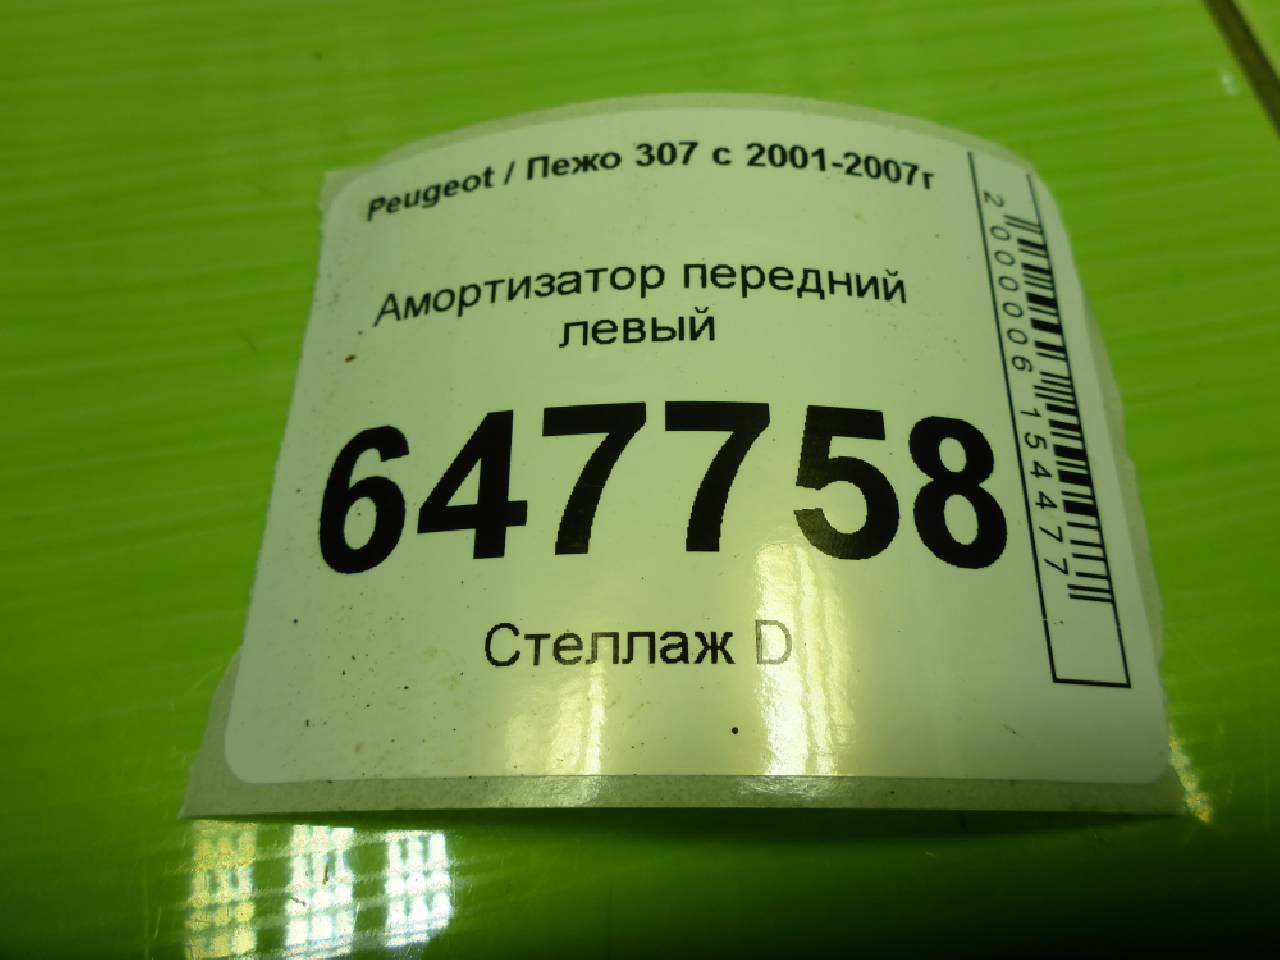 Peugeot / Пежо 307 с 2001-2007г
Амортизатор передний
левый
647758
Стеллаж D
2000006154477